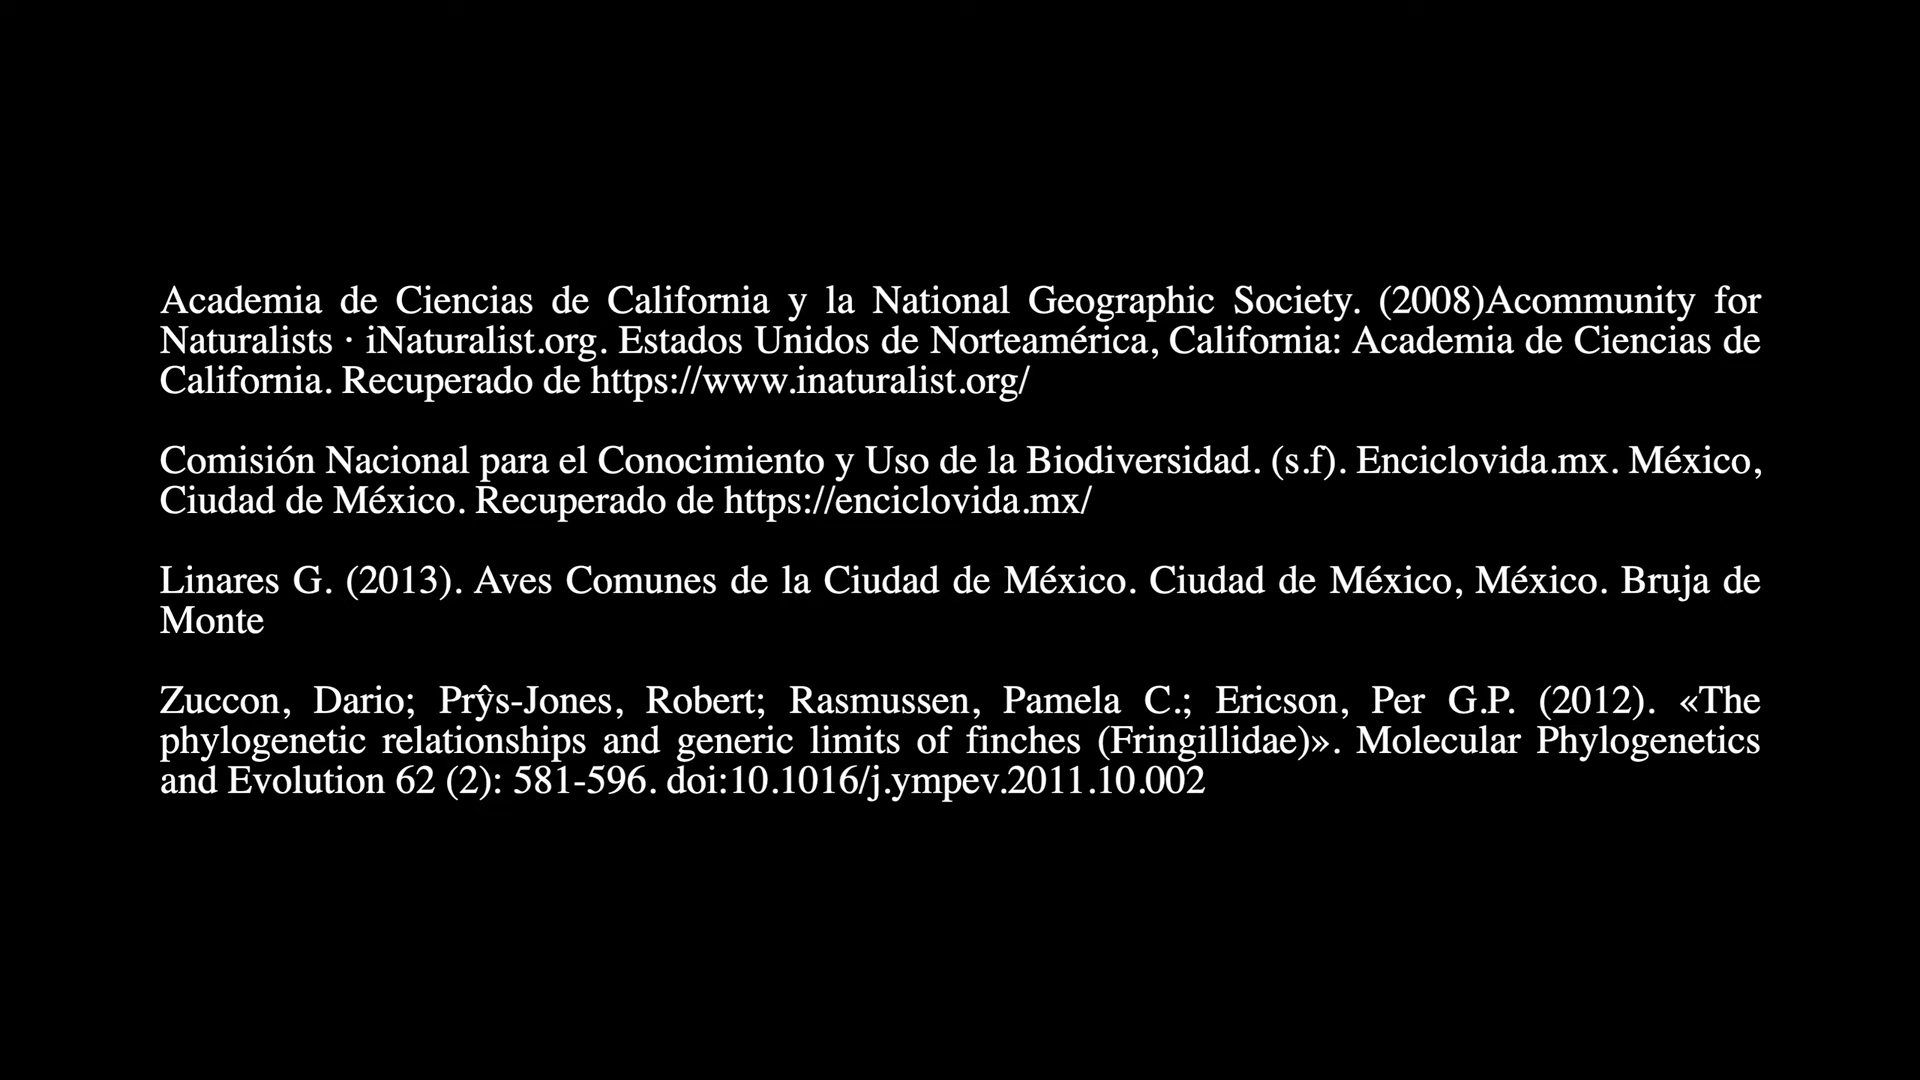 Academia de Ciencias de California y la National Geographic Society. (2008)Acommunity for
Naturalists · iNaturalist.org. Estados Unidos de Norteamérica, California: Academia de Ciencias de
California. Recuperado de https://www.inaturalist.org/
Comisión Nacional para el Conocimiento y Uso de la Biodiversidad. (s.f). Enciclovida.mx. México,
Ciudad de México. Recuperado de https://enciclovida.mx/
Linares G. (2013). Aves Comunes de la Ciudad de México. Ciudad de México, México. Bruja de
Monte
Zuccon, Dario; Prŷs-Jones, Robert; Rasmussen, Pamela C.; Ericson, Per G.P. (2012). «The
phylogenetic relationships and generic limits of finches (Fringillidae)». Molecular Phylogenetics
and Evolution 62 (2): 581-596. doi:10.1016/j.ympev.2011.10.002